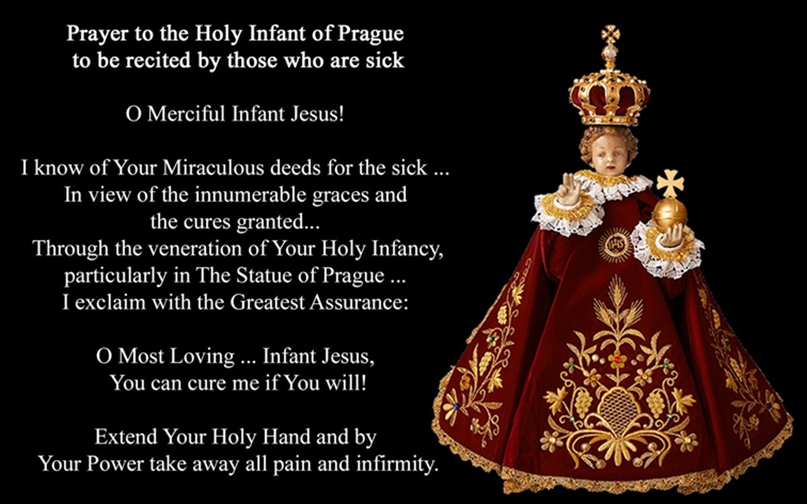 Prayer to the Holy Infant of Prague
to be recited by those who are sick
O Merciful Infant Jesus!
I know of Your Miraculous deeds for the sick ...
In view of the innumerable graces and
the cures granted...
Through the veneration of Your Holy Infancy,
particularly in The Statue of Prague ...
I exclaim with the Greatest Assurance:
O Most Loving ... Infant Jesus,
You can cure me if You will!
Extend Your Holy Hand and by
Your Power take away all pain and infirmity.
IHS